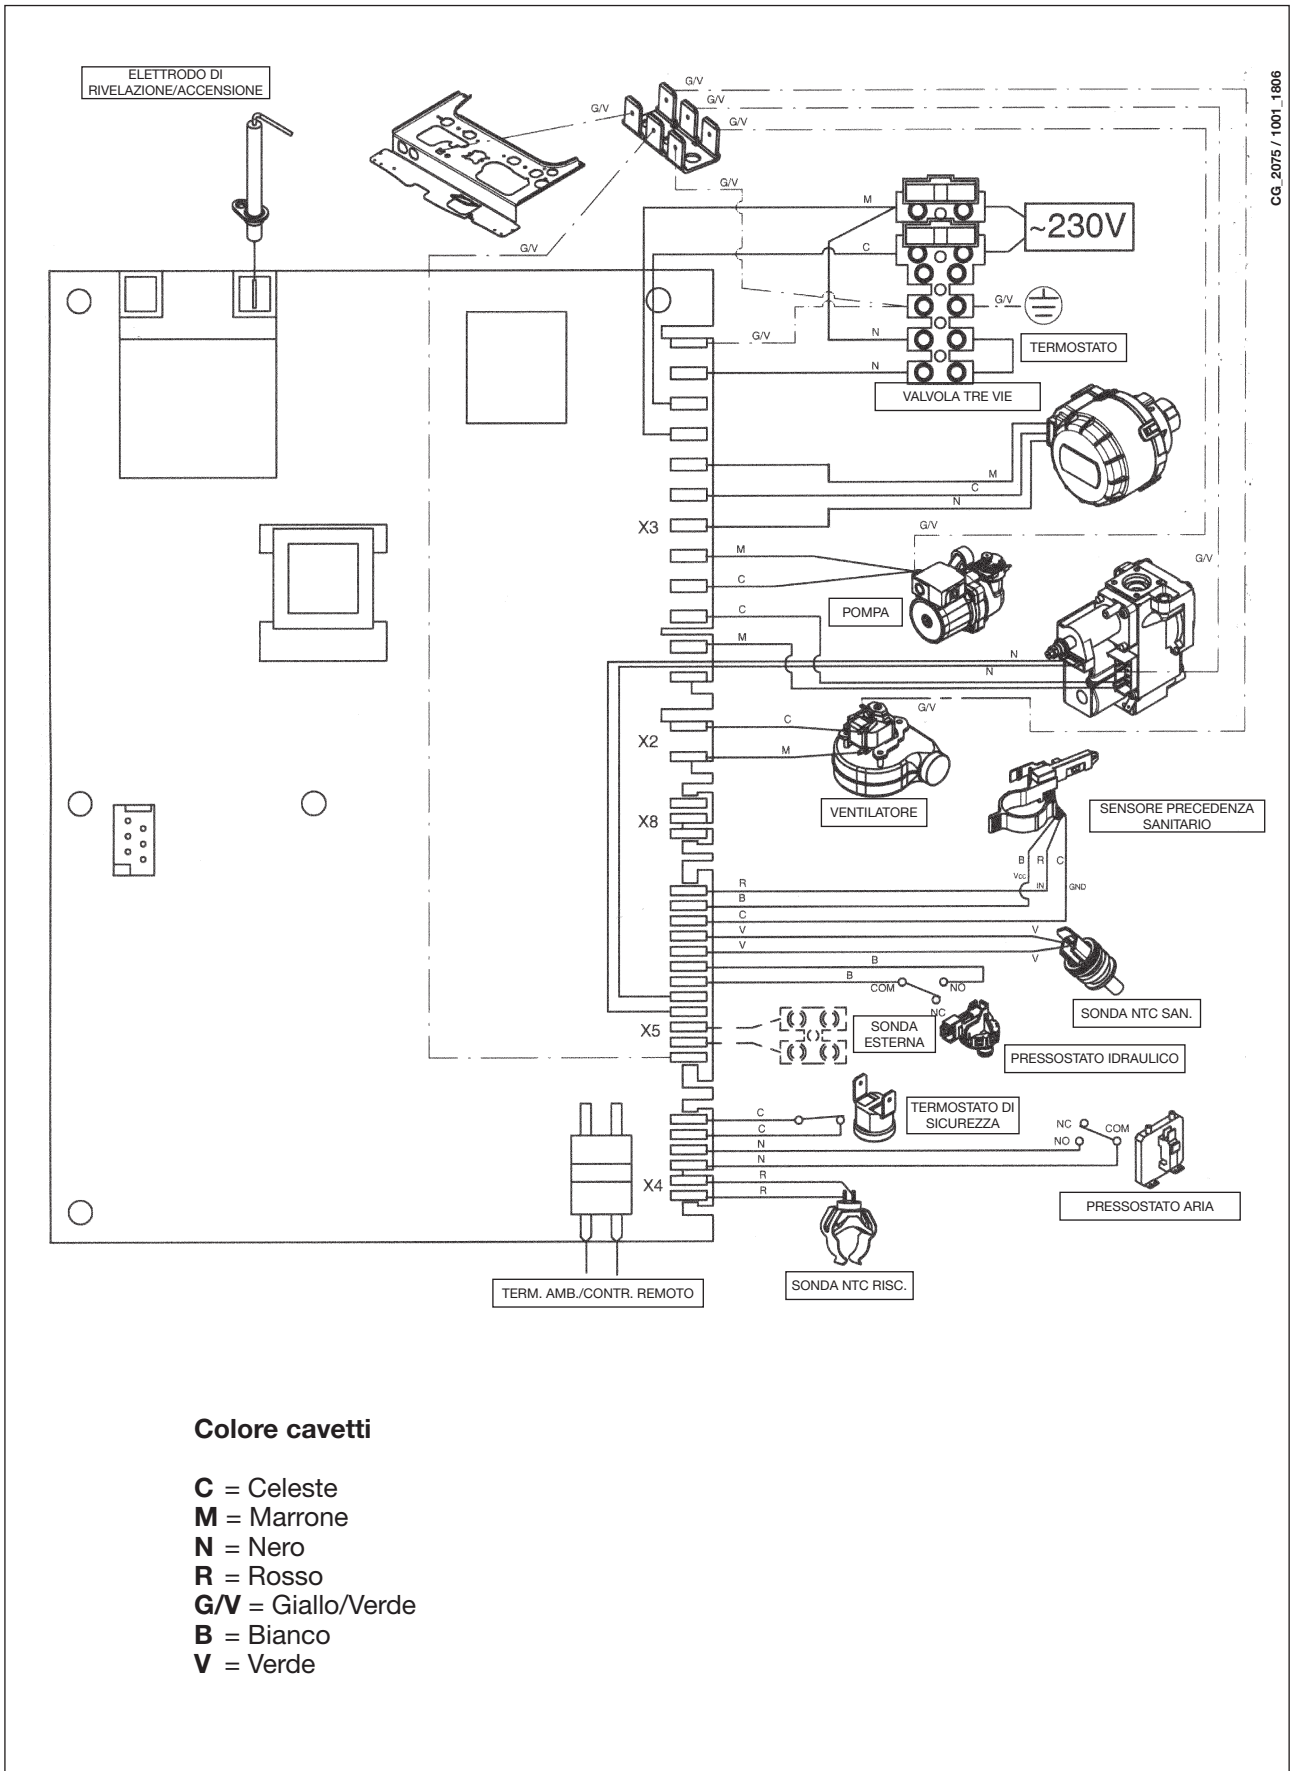 CG_2075 / 1001_1806
ELETTRODO DI
RIVELAZIONE/ACCENSIONE
G/V
G/V
G/V
G/V
G/V
G/V
M
~230V
C
G/V
G/V
TERMOSTATO
N
N
VALVOLA TRE VIE
M
C
N
X3
G/V
M
G/V
C
POMPA
C
M
N
N
G/V
C
X2
M
VENTILATORE
SENSORE PRECEDENZA
SANITARIO
X8
B R C
Vcc
IN
GND
R
B
C
V
V
V
V
B
B
COM
NO
NC
SONDA NTC SAN.
X5
SONDA
ESTERNA
PRESSOSTATO IDRAULICO
TERMOSTATO DI
SICUREZZA
C
C
N
N
NC
NO
COM
R
R
X4
PRESSOSTATO ARIA
SONDA NTC RISC.
TERM. AMB./CONTR. REMOTO
Colore cavetti
C = Celeste
M = Marrone
N = Nero
R = Rosso
G/V = Giallo/Verde
B = Bianco
V = Verde